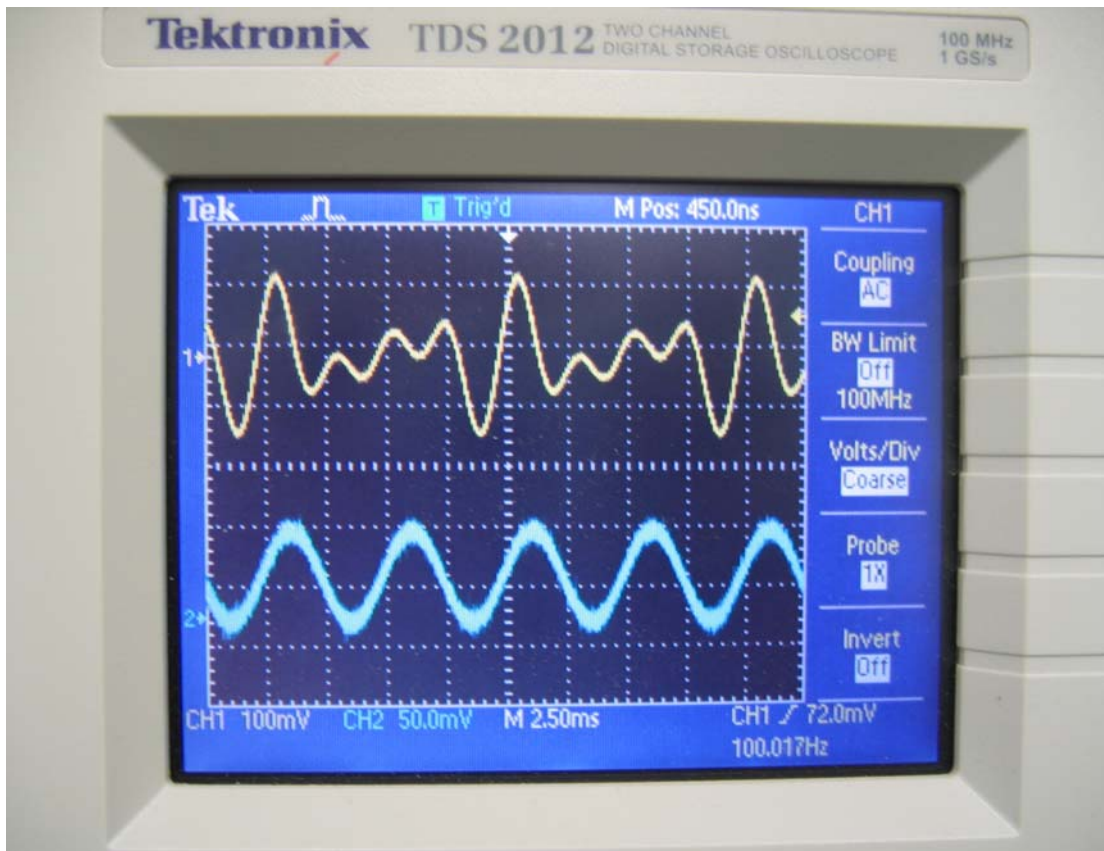 Tektronix TDS 2012 TWO CHANNEL
DIGITAL STORAGE OSCILLOSCOPE
100 MHz
1 GS/s
Tek T Trig'd M Pos: 450.0ns CH1
Coupling
AC
BW Limit
Off
100MHz
Volts/Div
Coarse
Probe
1X
Invert
Off
1
2
CH1 100mV CH2 50.0mV M 2.50ms CH1 72.0mV
100.017Hz